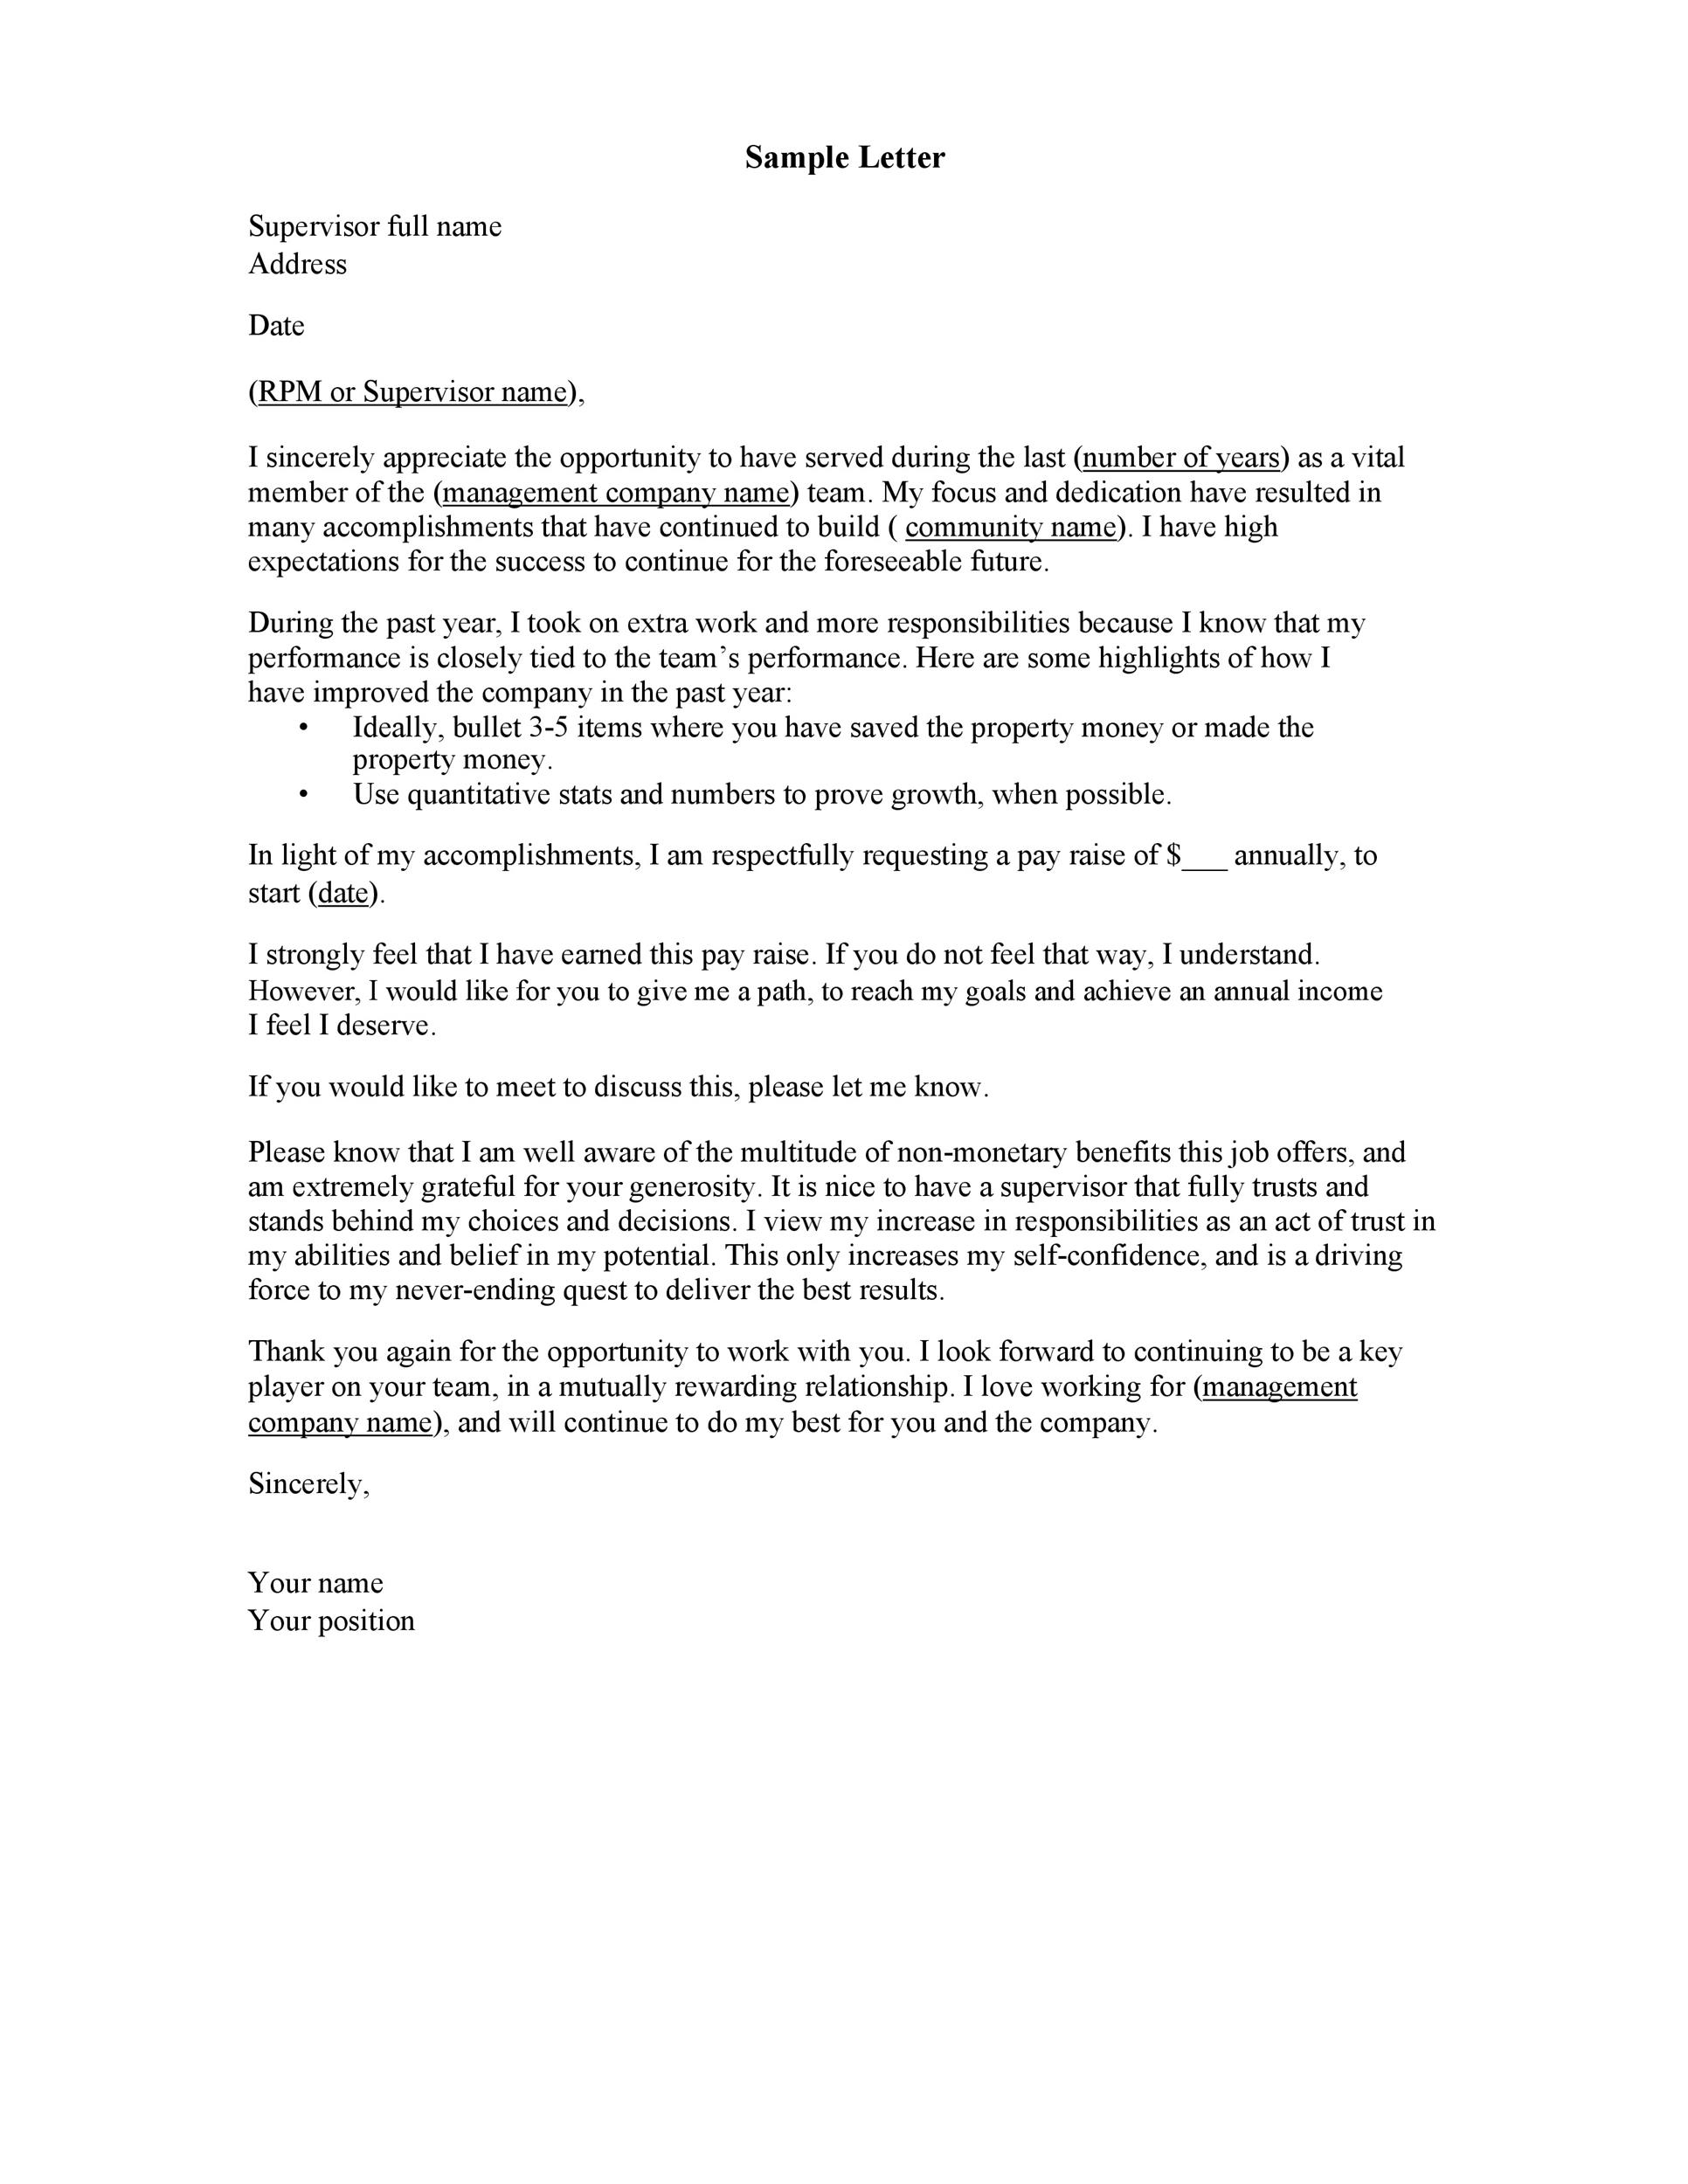 Sample Letter
Supervisor full name
Address
Date
(RPM or Supervisor name),
I sincerely appreciate the opportunity to have served during the last (number of years) as a vital
member of the (management company name) team. My focus and dedication have resulted in
many accomplishments that have continued to build ( community name). I have high
expectations for the success to continue for the foreseeable future.
During the past year, I took on extra work and more responsibilities because I know that my
performance is closely tied to the team’s performance. Here are some highlights of how I
have improved the company in the past year:
• Ideally, bullet 3-5 items where you have saved the property money or made the
property money.
• Use quantitative stats and numbers to prove growth, when possible.
In light of my accomplishments, I am respectfully requesting a pay raise of $___ annually, to
start (date).
I strongly feel that I have earned this pay raise. If you do not feel that way, I understand.
However, I would like for you to give me a path, to reach my goals and achieve an annual income
I feel I deserve.
If you would like to meet to discuss this, please let me know.
Please know that I am well aware of the multitude of non-monetary benefits this job offers, and
am extremely grateful for your generosity. It is nice to have a supervisor that fully trusts and
stands behind my choices and decisions. I view my increase in responsibilities as an act of trust in
my abilities and belief in my potential. This only increases my self-confidence, and is a driving
force to my never-ending quest to deliver the best results.
Thank you again for the opportunity to work with you. I look forward to continuing to be a key
player on your team, in a mutually rewarding relationship. I love working for (management
company name), and will continue to do my best for you and the company.
Sincerely,
Your name
Your position